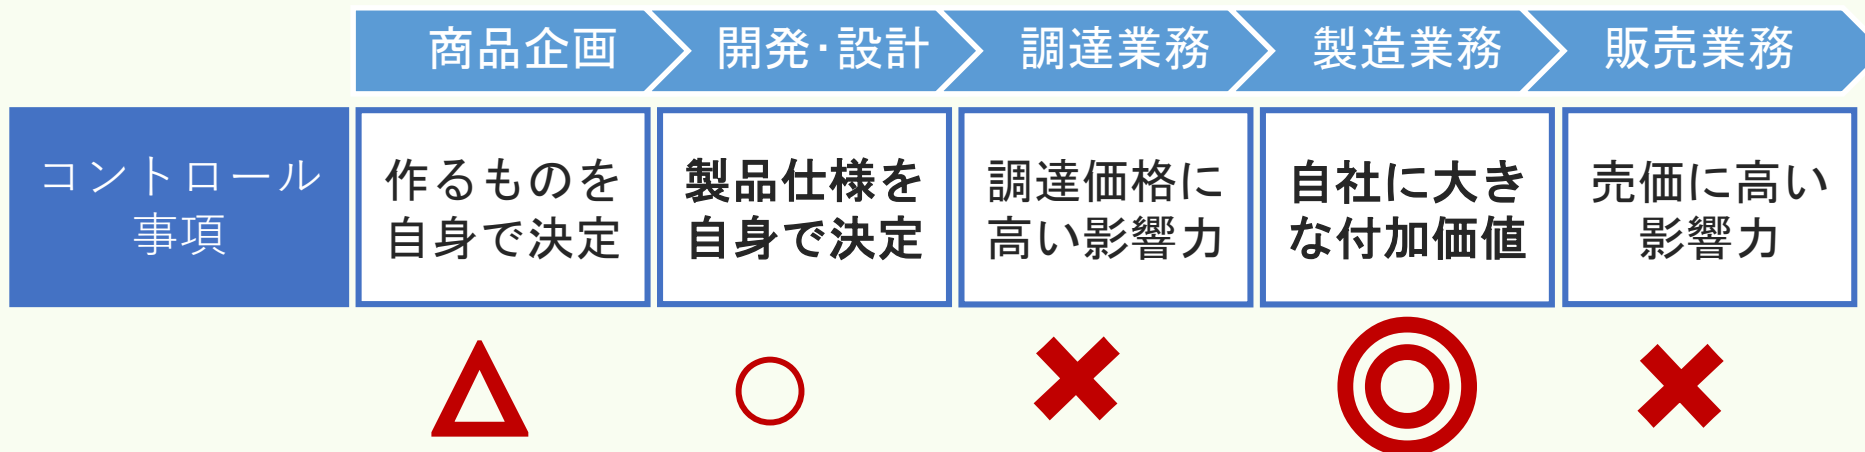 商品企画
開発･設計
調達業務
製造業務
販売業務
コントロール
事項
作るものを
自身で決定
製品仕様を
自身で決定
調達価格に
高い影響力
自社に大き
な付加価値
売価に高い
影響力
△
○
×
◎
×